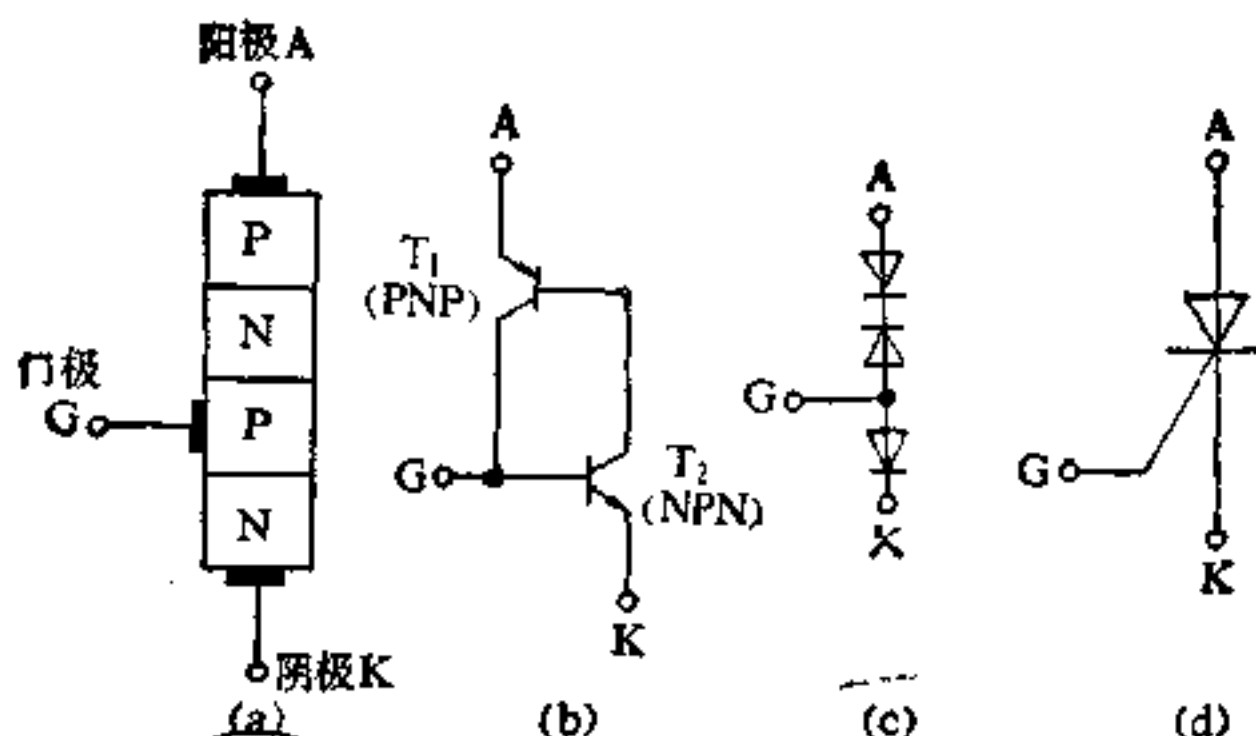 阳极A
P
N
P
N
门极
G
阴极K
(a)
A
T1
(PNP)
G
T2
(NPN)
K
(b)
A
G
K
(c)
A
G
K
(d)